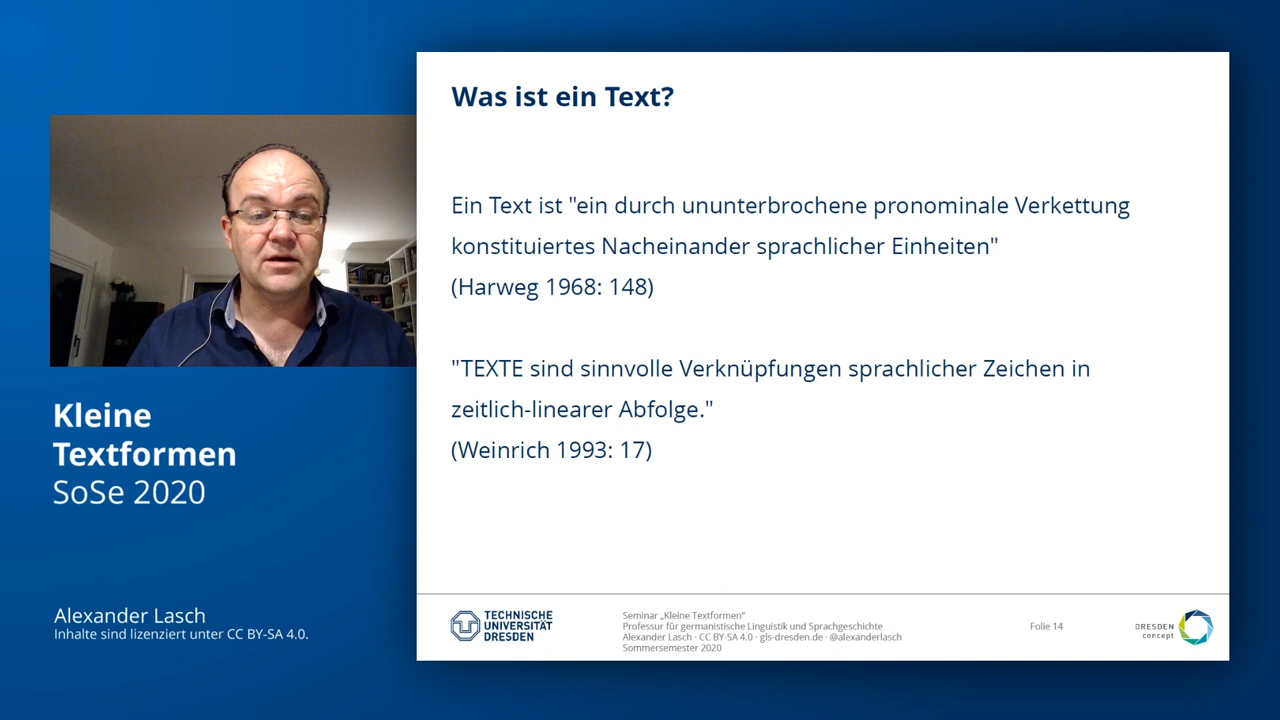 Was ist ein Text?
Ein Text ist "ein durch ununterbrochene pronominale Verkettung
konstituiertes Nacheinander sprachlicher Einheiten"
(Harweg 1968: 148)
"TEXTE sind sinnvolle Verknüpfungen sprachlicher Zeichen in
zeitlich-linearer Abfolge."
(Weinrich 1993: 17)
Kleine
Textformen
SoSe 2020
Alexander Lasch
Inhalte sind lizenziert unter CC BY-SA 4.0.
TECHNISCHE
UNIVERSITÄT
DRESDEN
Seminar „Kleine Textformen“
Professur für germanistische Linguistik und Sprachgeschichte
Alexander Lasch · CC BY-SA 4.0 · gls-dresden.de · @alexanderlasch
Sommersemester 2020
Folie 14
DRESDEN
concept